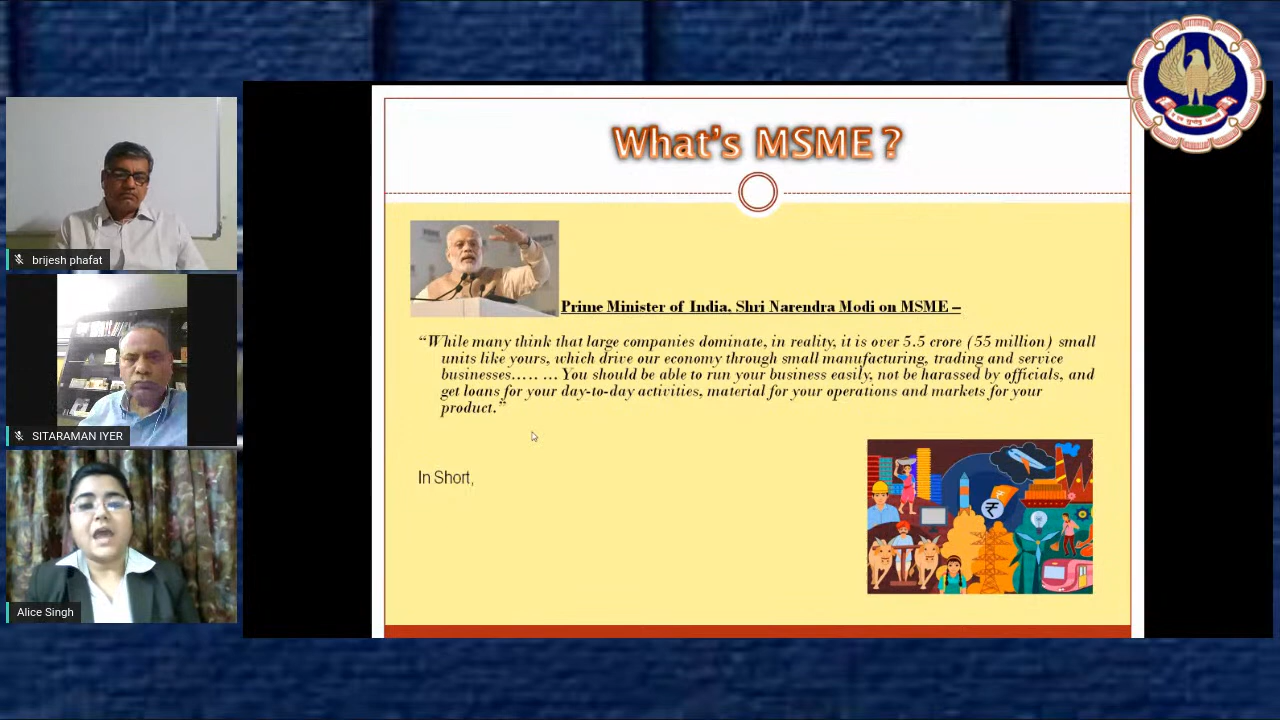 What's MSME ?
brijesh phafat
SITARAMAN IYER
Alice Singh
Prime Minister of India, Shri Narendra Modi on MSME –
“While many think that large companies dominate, in reality, it is over 5.5 crore (55 million) small
units like yours, which drive our economy through small manufacturing, trading and service
businesses….. … You should be able to run your business easily, not be harassed by officials, and
get loans for your day-to-day activities, material for your operations and markets for your
product.”
In Short,
₹